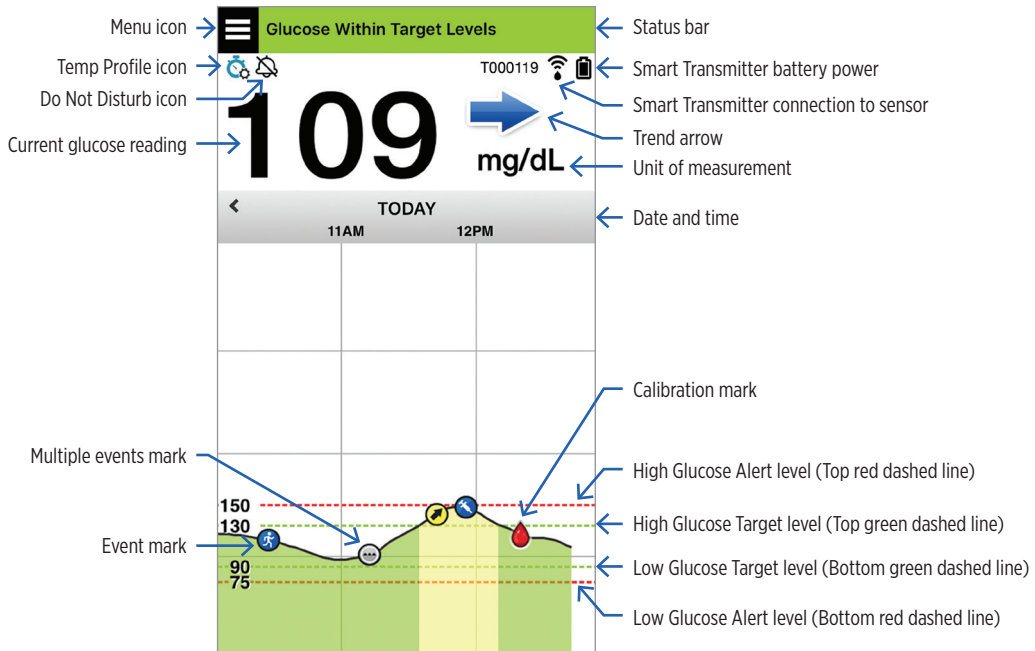 Menu icon
Glucose Within Target Levels
Status bar
Temp Profile icon
T000119
Smart Transmitter battery power
Do Not Disturb icon
Smart Transmitter connection to sensor
Current glucose reading
109
Trend arrow
mg/dL
Unit of measurement
TODAY
Date and time
11AM 12PM
Calibration mark
Multiple events mark
High Glucose Alert level (Top red dashed line)
150
130
High Glucose Target level (Top green dashed line)
Event mark
90
Low Glucose Target level (Bottom green dashed line)
75
Low Glucose Alert level (Bottom red dashed line)